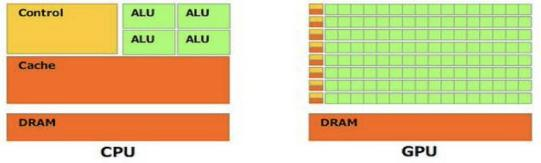 Control
ALU
ALU
ALU
ALU
Cache
DRAM
DRAM
CPU
GPU